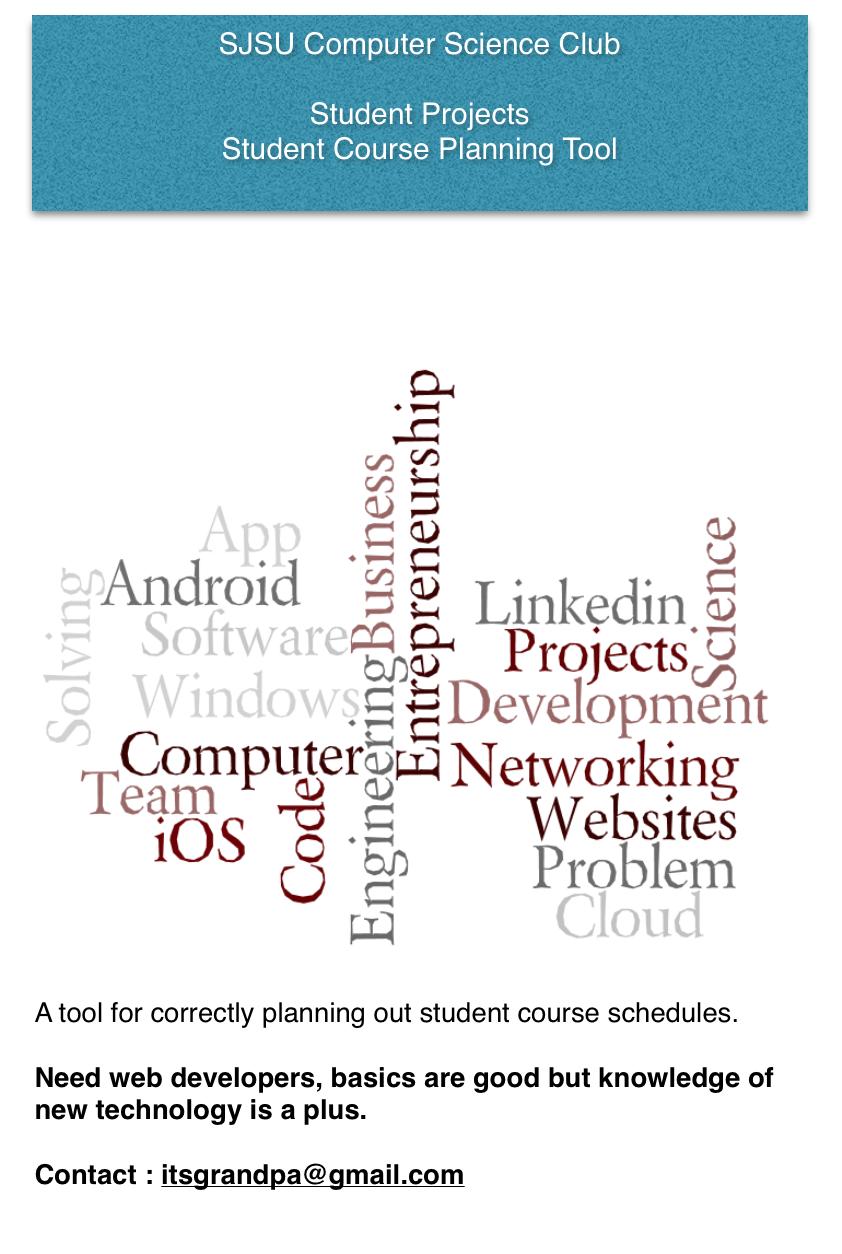 SJSU Computer Science Club
Student Projects
Student Course Planning Tool
Entrepreneurship
Business
App
Science
Solving
Android
Linkedin
Software
Projects
Windows
Development
Engineering
Computer
Networking
Team
Code
Websites
iOS
Problem
Cloud
A tool for correctly planning out student course schedules.
Need web developers, basics are good but knowledge of
new technology is a plus.
Contact : itsgrandpa@gmail.com